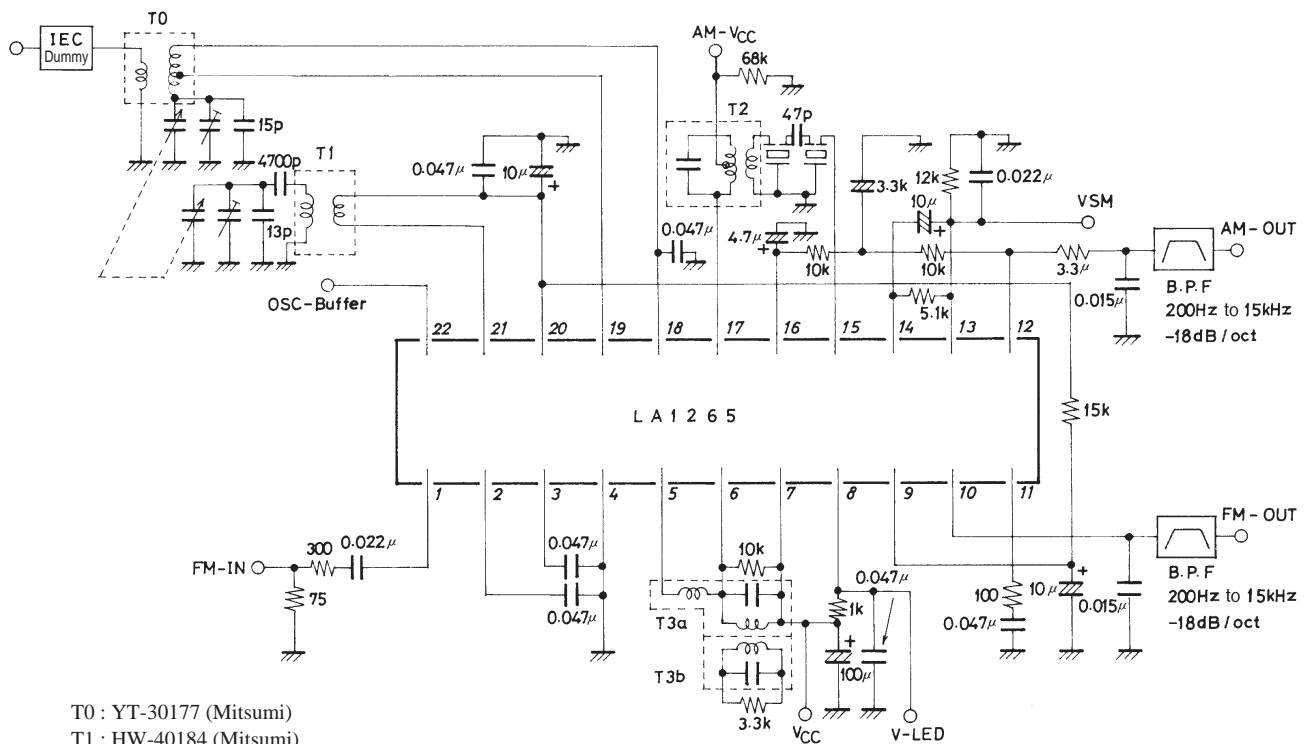 T0
AM-VCC
IEC
Dummy
68k
T2
47p
15p
4700p
T1
0.047μ
10μ
+
3.3k
12k
0.022μ
10μ
+
VSM
13p
0.047μ
4.7μ
+
10k
10k
3.3μ
AM-OUT
0.015μ
B.P.F
200Hz to 15kHz
-18dB/oct
OSC-Buffer
5.1k
22 21 20 19 18 17 16 15 14 13 12
LA1265
15k
1 2 3 4 5 6 7 8 9 10 11
FM-IN
300
0.022μ
75
0.047μ
0.047μ
10k
0.047μ
1k
T3a
T3b
+
100μ
3.3k
VCC
V-LED
100
0.047μ
10μ
+
0.015μ
FM-OUT
B.P.F
200Hz to 15kHz
-18dB/oct
T0 : YT-30177 (Mitsumi)
T1 : HW-40184 (Mitsumi)